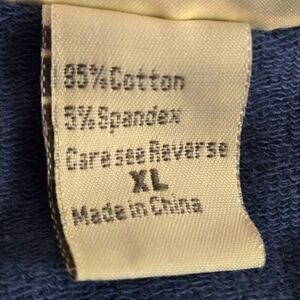 95%Cotton
5%Spandex
Care see Reverse
XL
Made in China